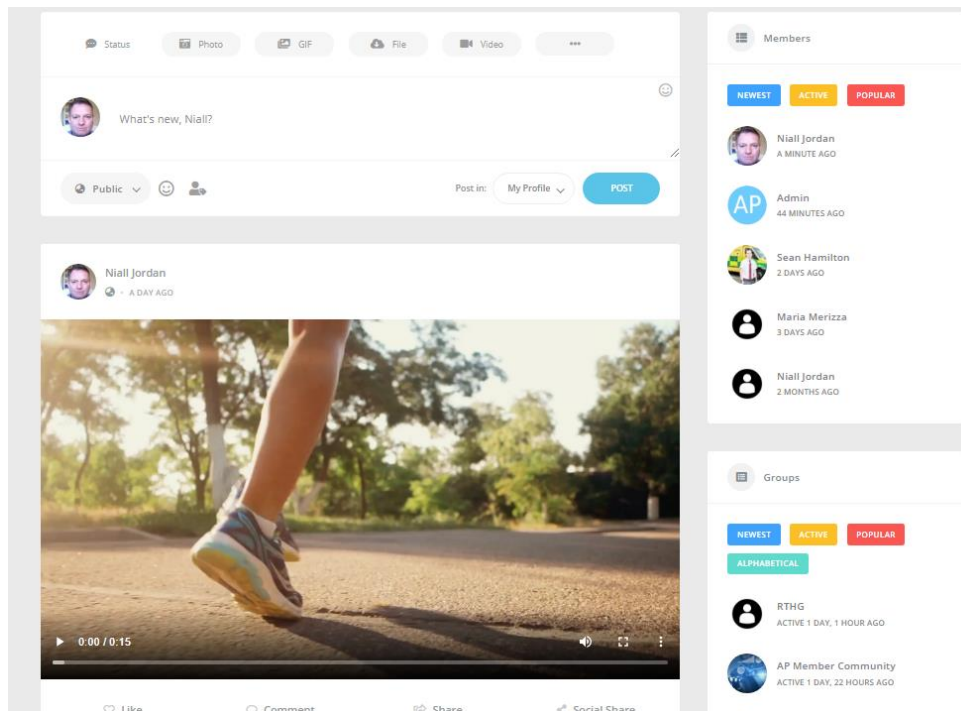 Status
Photo
GIF
File
Video
What's new, Niall?
Public
Post in:
My Profile
POST
Niall Jordan
A DAY AGO
0:00 / 0:15
Like
Comment
Share
Social Share
Members
NEWEST
ACTIVE
POPULAR
Niall Jordan
A MINUTE AGO
AP
Admin
44 MINUTES AGO
Sean Hamilton
2 DAYS AGO
Maria Merizza
3 DAYS AGO
Niall Jordan
2 MONTHS AGO
Groups
NEWEST
ACTIVE
POPULAR
ALPHABETICAL
RTHG
ACTIVE 1 DAY, 1 HOUR AGO
AP Member Community
ACTIVE 1 DAY, 22 HOURS AGO